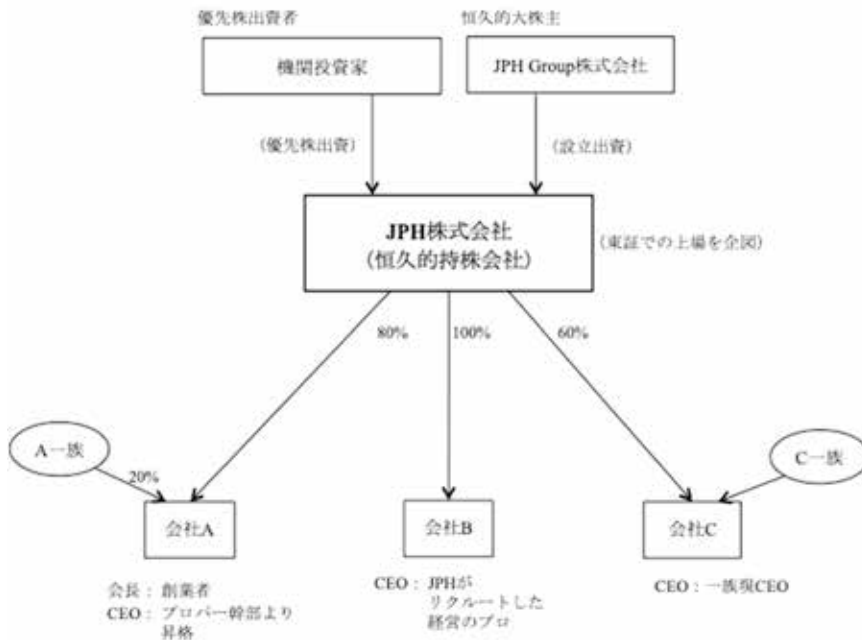 優先株出資者
恒久的大株主
機関投資家
JPH Group株式会社
(優先株出資)
(設立出資)
JPH株式会社
(恒久的持株会社)
(東証での上場を企図)
80%
100%
60%
A一族
C一族
20%
会社A
会社B
会社C
会長： 創業者
CEO： プロパー幹部より
昇格
CEO： JPHが
リクルートした
経営のプロ
CEO：一族現CEO